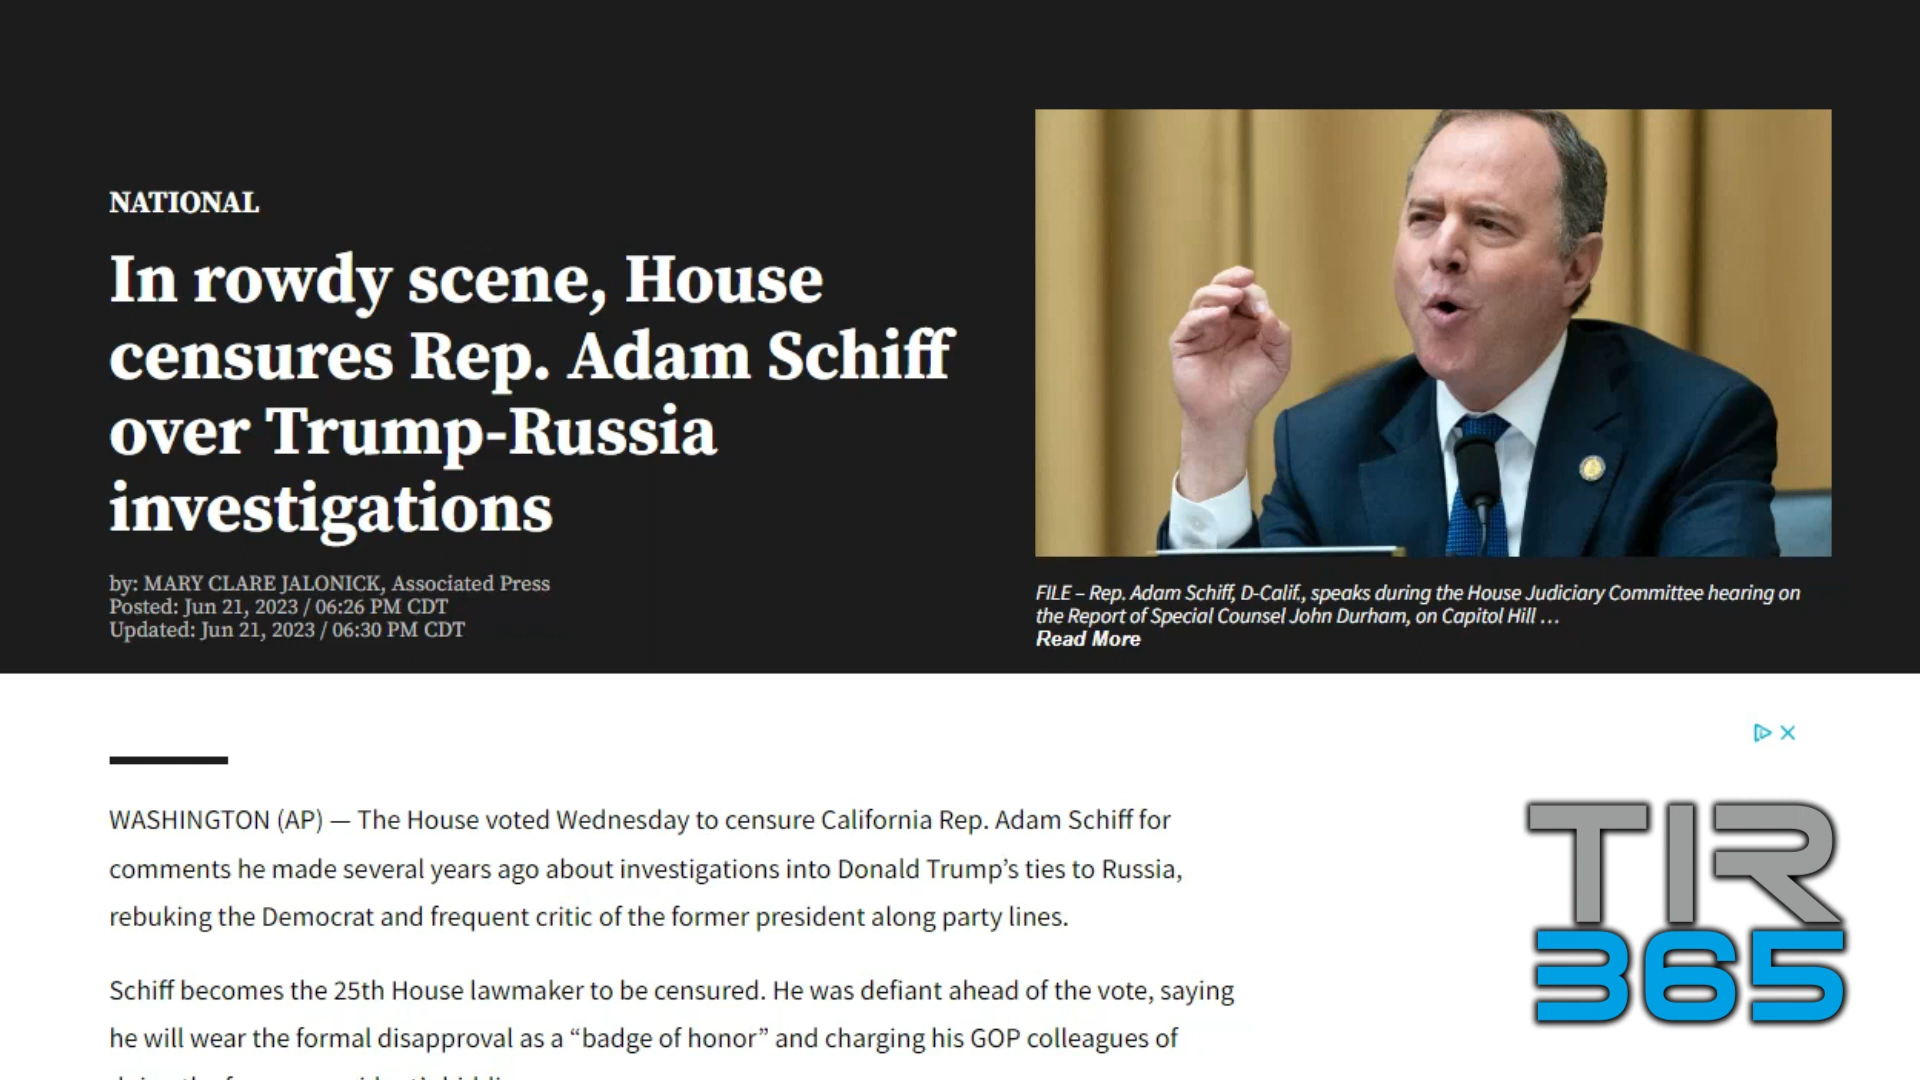 NATIONAL
In rowdy scene, House
censures Rep. Adam Schiff
over Trump-Russia
investigations
by: MARY CLARE JALONICK, Associated Press
Posted: Jun 21, 2023 / 06:26 PM CDT
Updated: Jun 21, 2023 / 06:30 PM CDT
FILE – Rep. Adam Schiff, D-Calif., speaks during the House Judiciary Committee hearing on
the Report of Special Counsel John Durham, on Capitol Hill …
Read More
WASHINGTON (AP) — The House voted Wednesday to censure California Rep. Adam Schiff for
comments he made several years ago about investigations into Donald Trump’s ties to Russia,
rebuking the Democrat and frequent critic of the former president along party lines.
Schiff becomes the 25th House lawmaker to be censured. He was defiant ahead of the vote, saying
he will wear the formal disapproval as a “badge of honor” and charging his GOP colleagues of
TIR
365